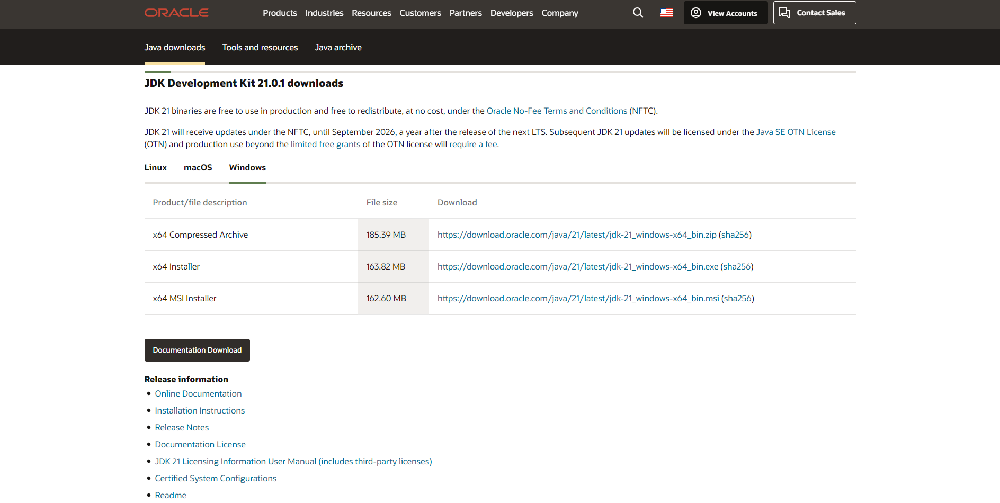 ORACLE
Products Industries Resources Customers Partners Developers Company View Accounts Contact Sales
Java downloads Tools and resources Java archive
JDK Development Kit 21.0.1 downloads
JDK 21 binaries are free to use in production and free to redistribute, at no cost, under the Oracle No-Fee Terms and Conditions (NFTC).
JDK 21 will receive updates under the NFTC, until September 2026, a year after the release of the next LTS. Subsequent JDK 21 updates will be licensed under the Java SE OTN License
(OTN) and production use beyond the limited free grants of the OTN license will require a fee.
Linux macOS Windows
Product/file description File size Download
x64 Compressed Archive 185.39 MB https://download.oracle.com/java/21/latest/jdk-21_windows-x64_bin.zip (sha256)
x64 Installer 163.82 MB https://download.oracle.com/java/21/latest/jdk-21_windows-x64_bin.exe (sha256)
x64 MSI Installer 162.60 MB https://download.oracle.com/java/21/latest/jdk-21_windows-x64_bin.msi (sha256)
Documentation Download
Release information
• Online Documentation
• Installation Instructions
• Release Notes
• Documentation License
• JDK 21 Licensing Information User Manual (includes third-party licenses)
• Certified System Configurations
• Readme